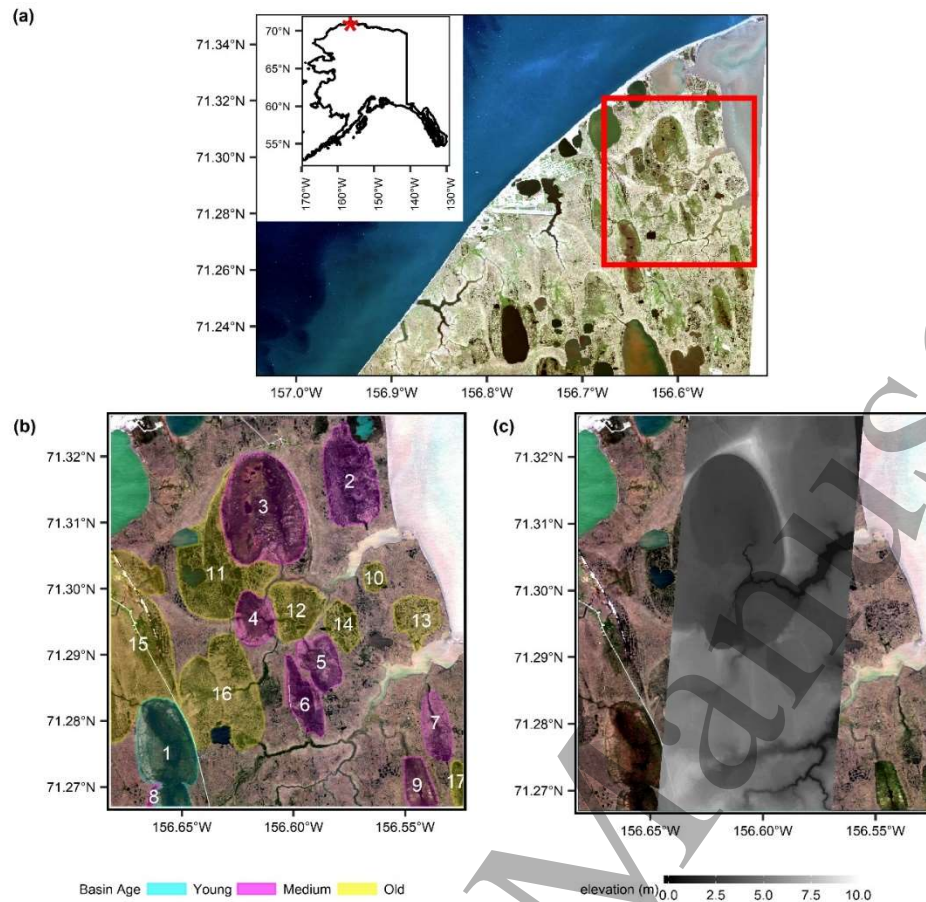 (a)
70°N
65°N
60°N
55°N
170°W
160°W
150°W
140°W
130°W
71.34°N
71.32°N
71.30°N
71.28°N
71.26°N
71.24°N
157.0°W 156.9°W 156.8°W 156.7°W 156.6°W
(b)
71.32°N
71.31°N
71.30°N
71.29°N
71.28°N
71.27°N
2
3
11
10
4
12
14
13
15
5
16
6
7
1
9
17
8
156.65°W 156.60°W 156.55°W
(c)
71.32°N
71.31°N
71.30°N
71.29°N
71.28°N
71.27°N
156.65°W 156.60°W 156.55°W
Basin Age Young Medium Old
elevation (m)
0 2.5 5.0 7.5 10.0
Manus